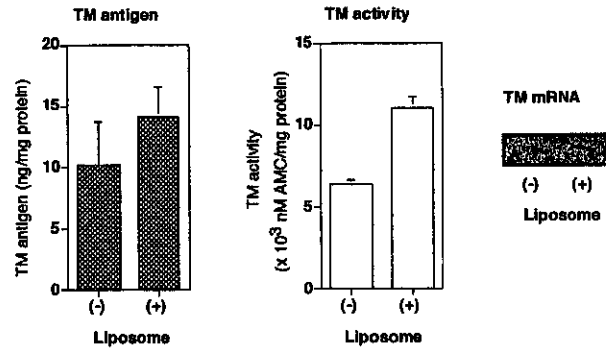 TM antigen
TM antigen (ng/mg protein)
20
15
10
5
0
(-) (+)
Liposome
TM activity
TM activity
(x 10³ nM AMC/mg protein)
15
10
5
0
(-) (+)
Liposome
TM mRNA
(-) (+)
Liposome